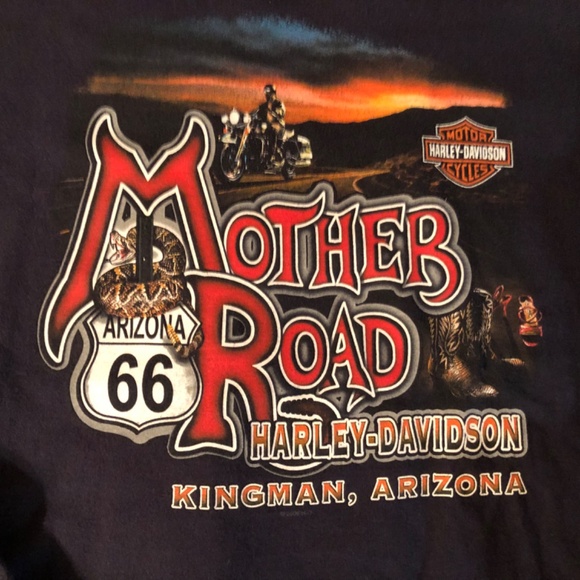 MOTOR
HARLEY-DAVIDSON
CYCLES
MOTHER
ROAD
ARIZONA
66
HARLEY-DAVIDSON
KINGMAN, ARIZONA